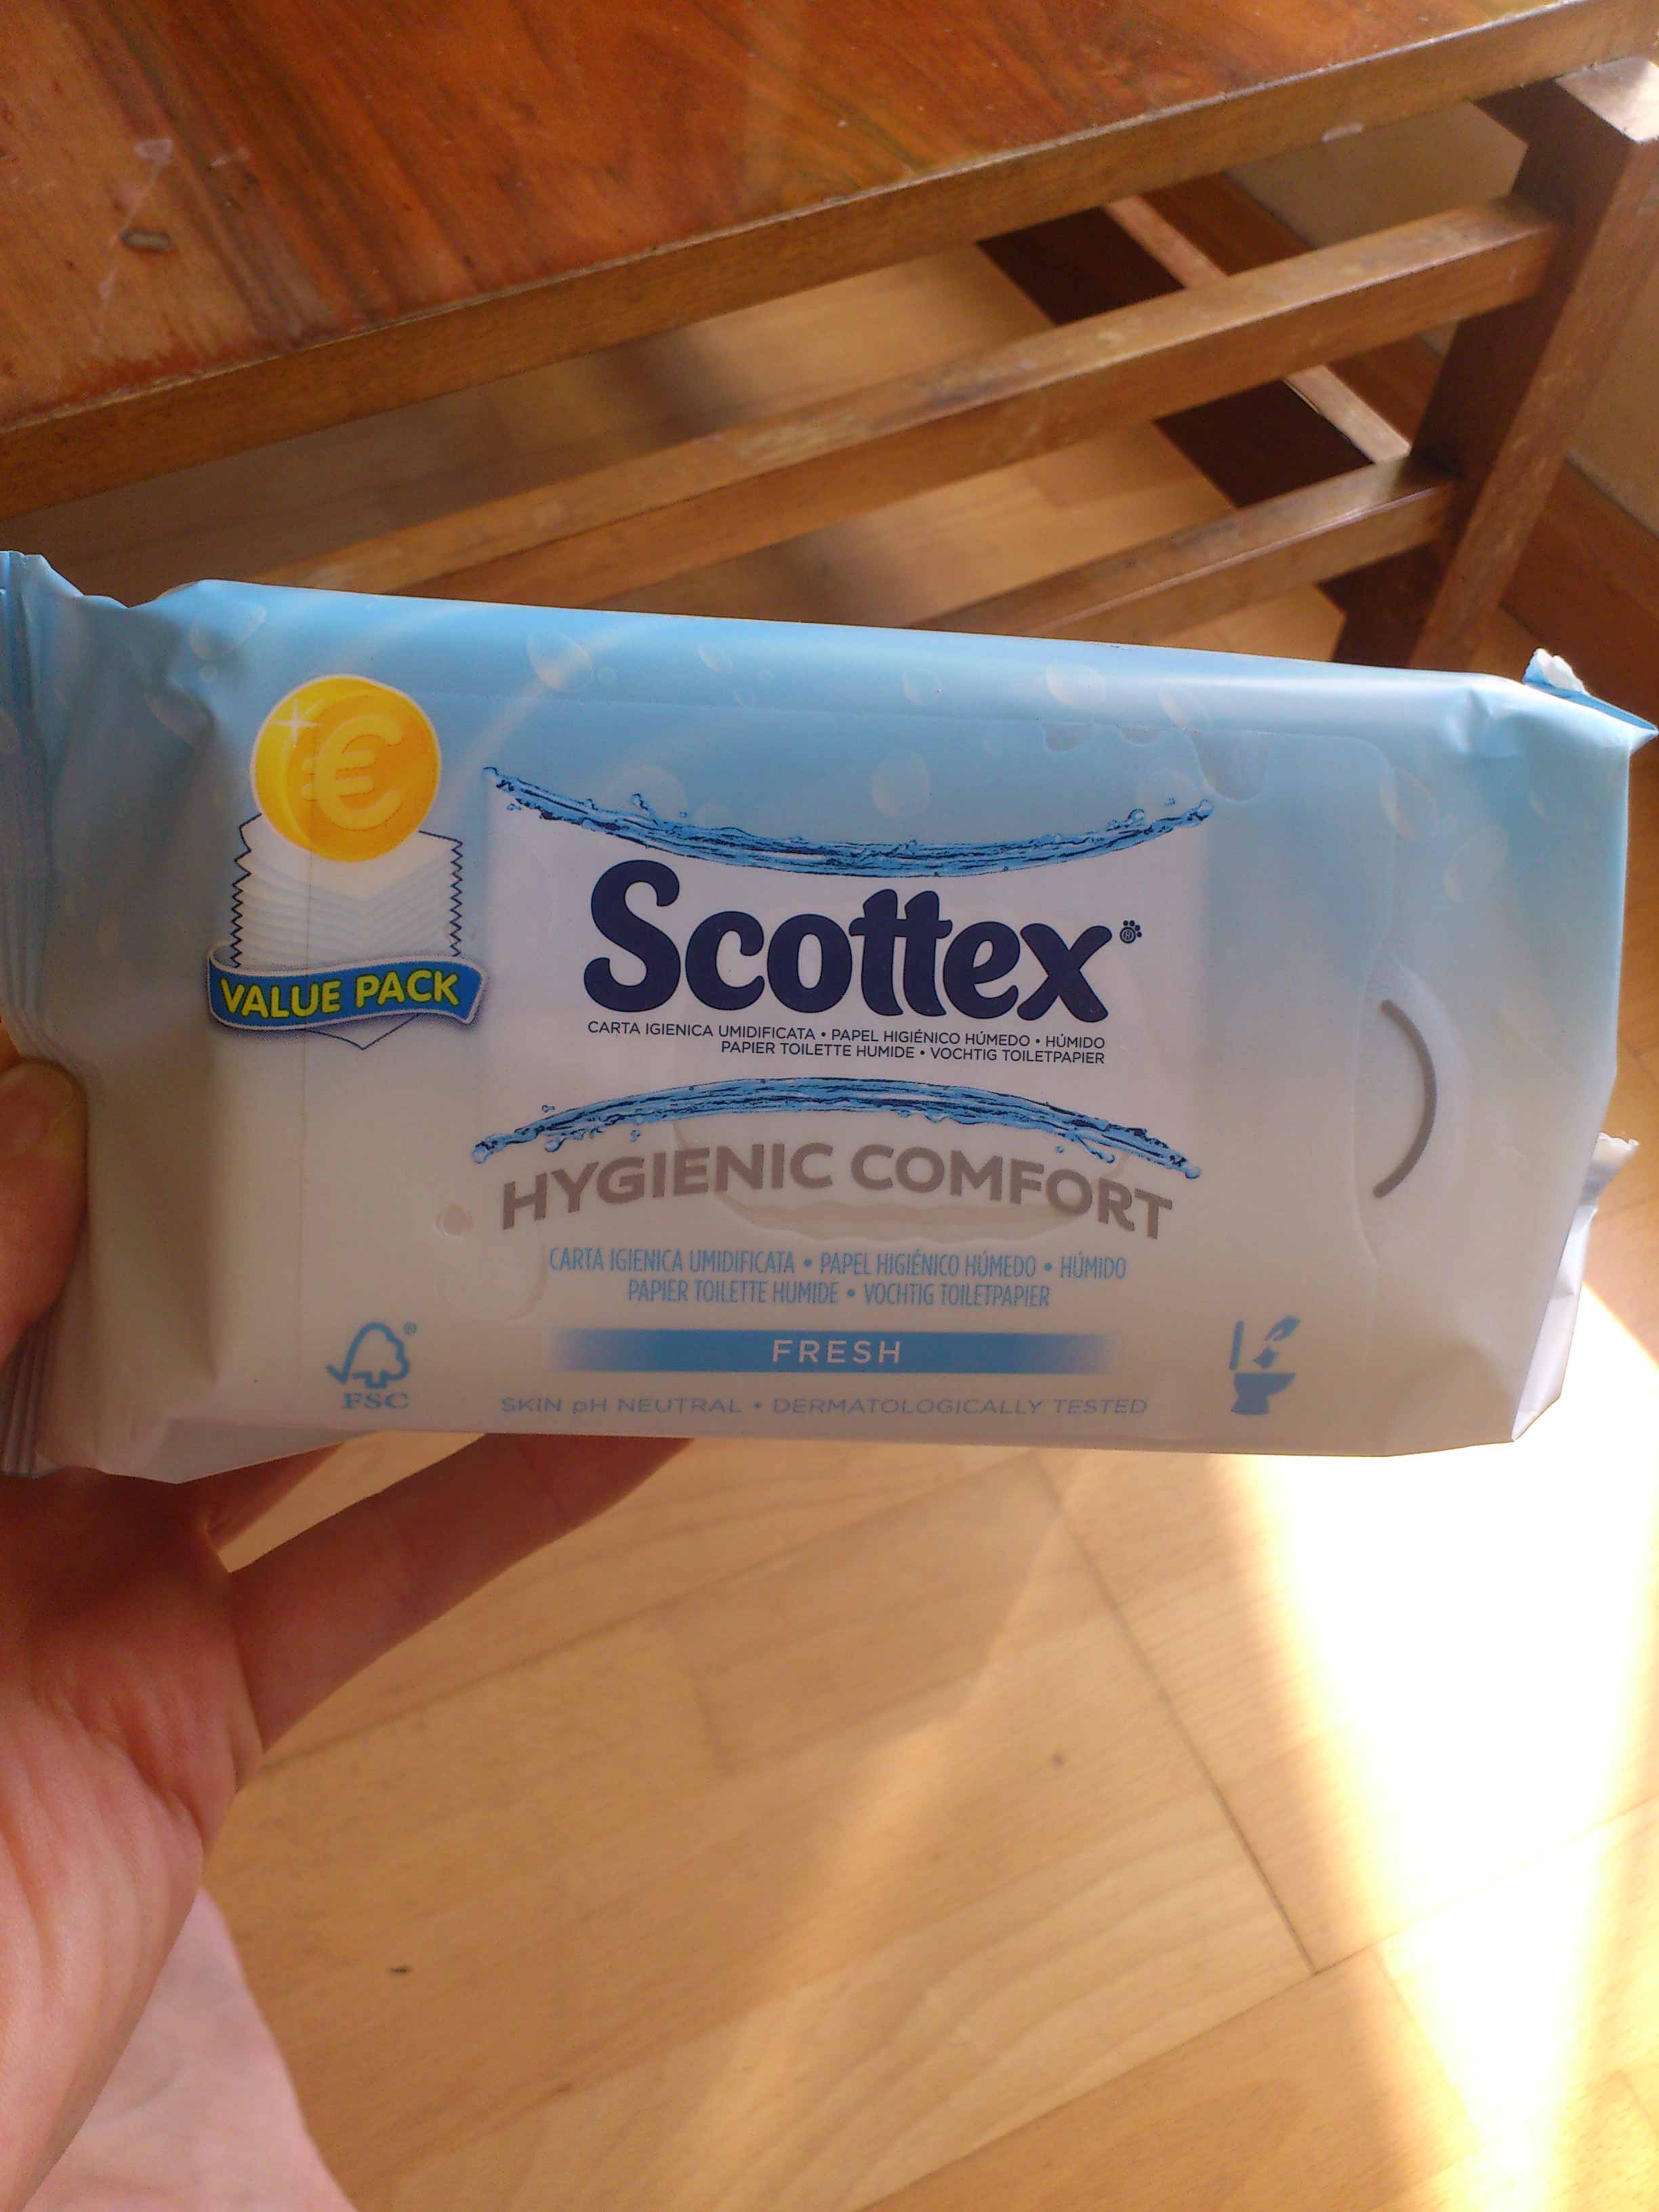 €
VALUE PACK
Scottex®
CARTA IGIENICA UMIDIFICATA • PAPEL HIGIÉNICO HÚMEDO • HÚMIDO
PAPIER TOILETTE HUMIDE • VOCHTIG TOILETPAPIER
HYGIENIC COMFORT
CARTA IGIENICA UMIDIFICATA • PAPEL HIGIÉNICO HÚMEDO • HÚMIDO
PAPIER TOILETTE HUMIDE • VOCHTIG TOILETPAPIER
FRESH
®
FSC
SKIN pH NEUTRAL • DERMATOLOGICALLY TESTED